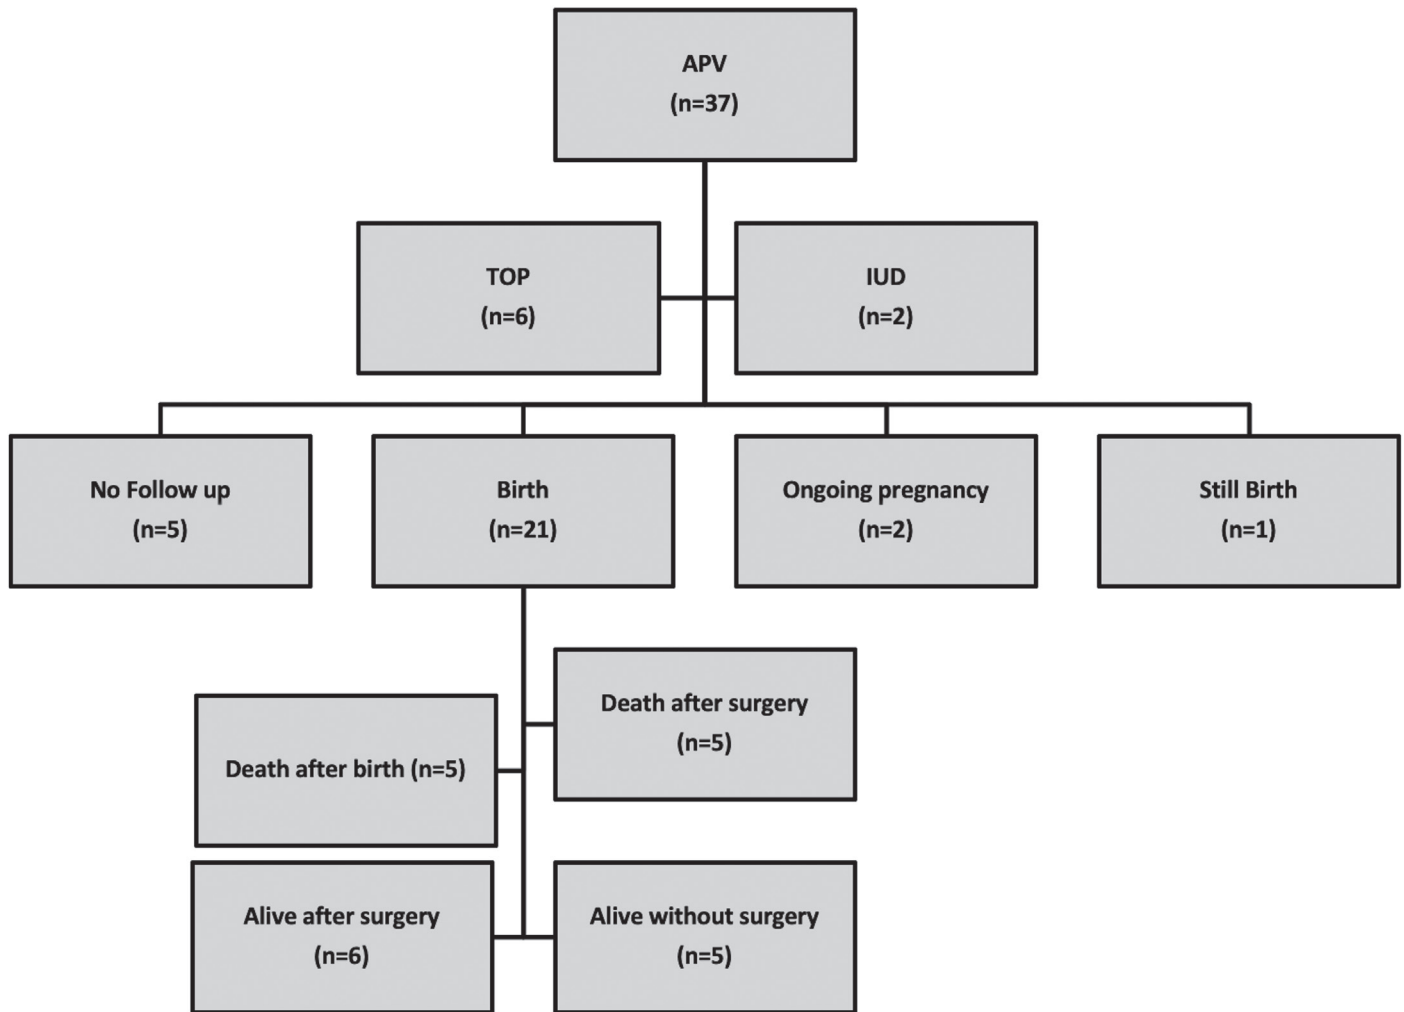 APV
(n=37)
TOP
(n=6)
IUD
(n=2)
No Follow up
(n=5)
Birth
(n=21)
Ongoing pregnancy
(n=2)
Still Birth
(n=1)
Death after surgery
(n=5)
Death after birth (n=5)
Alive after surgery
(n=6)
Alive without surgery
(n=5)